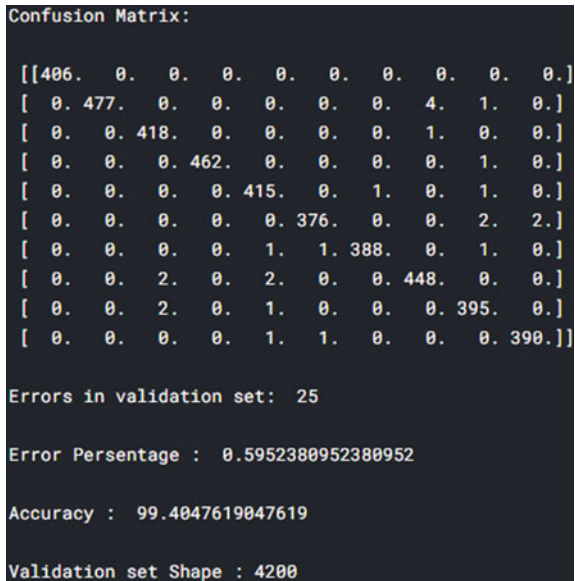 Confusion Matrix:
[[406. 0. 0. 0. 0. 0. 0. 0. 0. 0.]
[ 0. 477. 0. 0. 0. 0. 0. 4. 1. 0.]
[ 0. 0. 418. 0. 0. 0. 0. 1. 0. 0.]
[ 0. 0. 0. 462. 0. 0. 0. 0. 1. 0.]
[ 0. 0. 0. 0. 415. 0. 1. 0. 1. 0.]
[ 0. 0. 0. 0. 0. 376. 0. 0. 2. 2.]
[ 0. 0. 0. 0. 1. 1. 388. 0. 1. 0.]
[ 0. 0. 2. 0. 2. 0. 0. 448. 0. 0.]
[ 0. 0. 2. 0. 1. 0. 0. 0. 395. 0.]
[ 0. 0. 0. 0. 1. 1. 0. 0. 0. 390.]]
Errors in validation set: 25
Error Persentage : 0.5952380952380952
Accuracy : 99.4047619047619
Validation set Shape : 4200